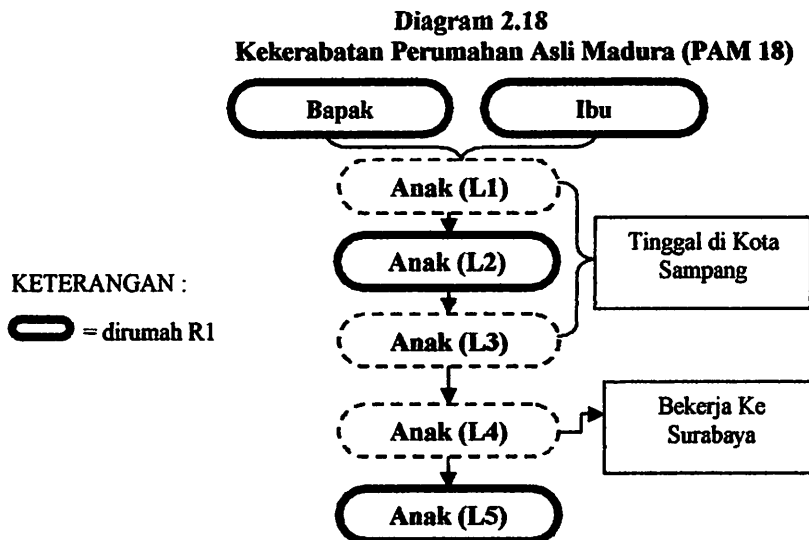 Diagram 2.18
Kekerabatan Perumahan Asli Madura (PAM 18)
Bapak
Ibu
Anak (L1)
Anak (L2)
Tinggal di Kota
Sampang
KETERANGAN :
= dirumah R1
Anak (L3)
Anak (L4)
Bekerja Ke
Surabaya
Anak (L5)